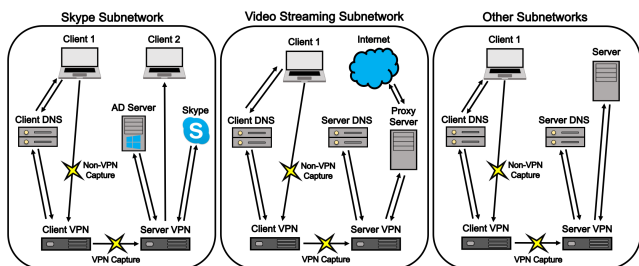 Skype Subnetwork
Client 1
Client 2
Client DNS
AD Server
Skype
S
Non-VPN
Capture
Client VPN
Server VPN
VPN Capture
Video Streaming Subnetwork
Client 1
Internet
Client DNS
Server DNS
Proxy
Server
Non-VPN
Capture
Client VPN
Server VPN
VPN Capture
Other Subnetworks
Client 1
Server
Client DNS
Server DNS
Non-VPN
Capture
Client VPN
Server VPN
VPN Capture